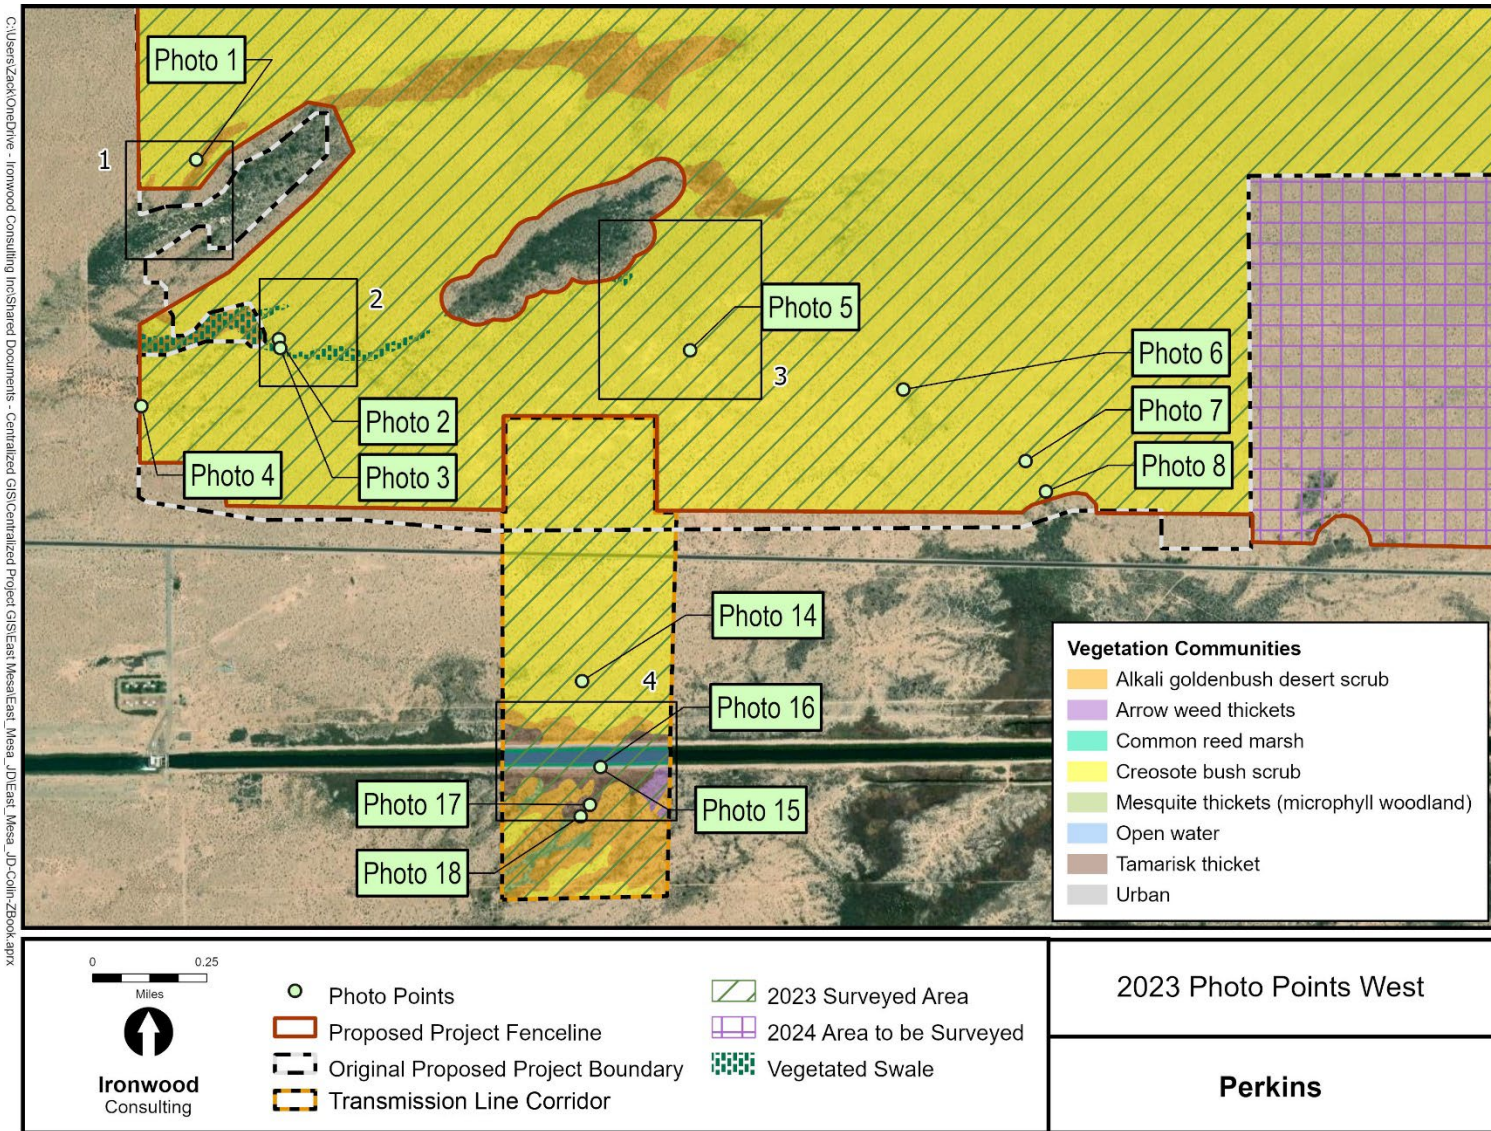 C:\Users\Zack\OneDrive - Ironwood Consulting Inc\Shared Documents - Centralized GIS\Centralized Project GIS\East Mesa\East_Mesa_JD\East_Mesa_JD-Colin-ZBook.aprx
Photo 1
1
2
Photo 5
3
Photo 6
Photo 2
Photo 7
Photo 3
Photo 4
Photo 8
Photo 14
4
Photo 16
Photo 17
Photo 15
Photo 18
Vegetation Communities
Alkali goldenbush desert scrub
Arrow weed thickets
Common reed marsh
Creosote bush scrub
Mesquite thickets (microphyll woodland)
Open water
Tamarisk thicket
Urban
0 0.25
Miles
Ironwood
Consulting
Photo Points
Proposed Project Fenceline
Original Proposed Project Boundary
Transmission Line Corridor
2023 Surveyed Area
2024 Area to be Surveyed
Vegetated Swale
2023 Photo Points West
Perkins